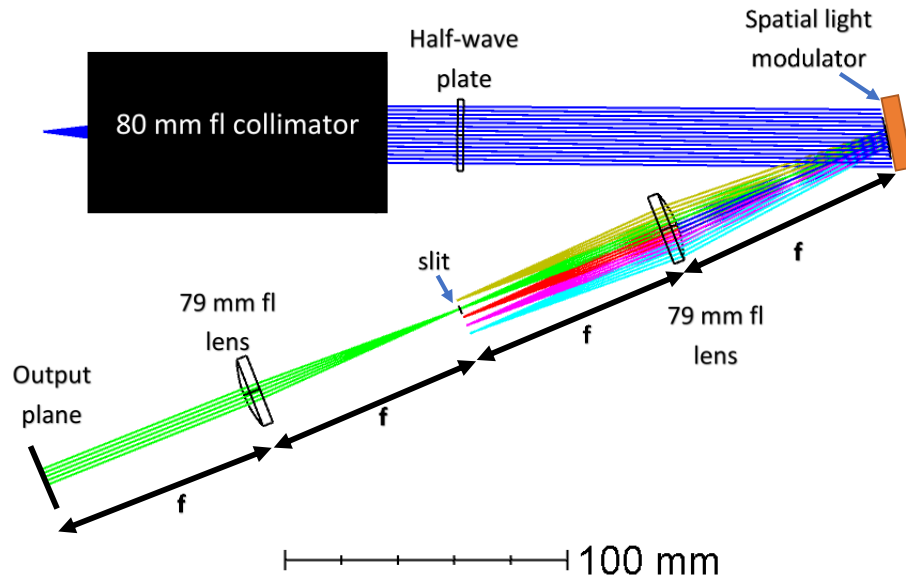 Half-wave
plate
Spatial light
modulator
80 mm fl collimator
f
slit
79 mm fl
lens
f
79 mm fl
lens
Output
plane
f
f
100 mm